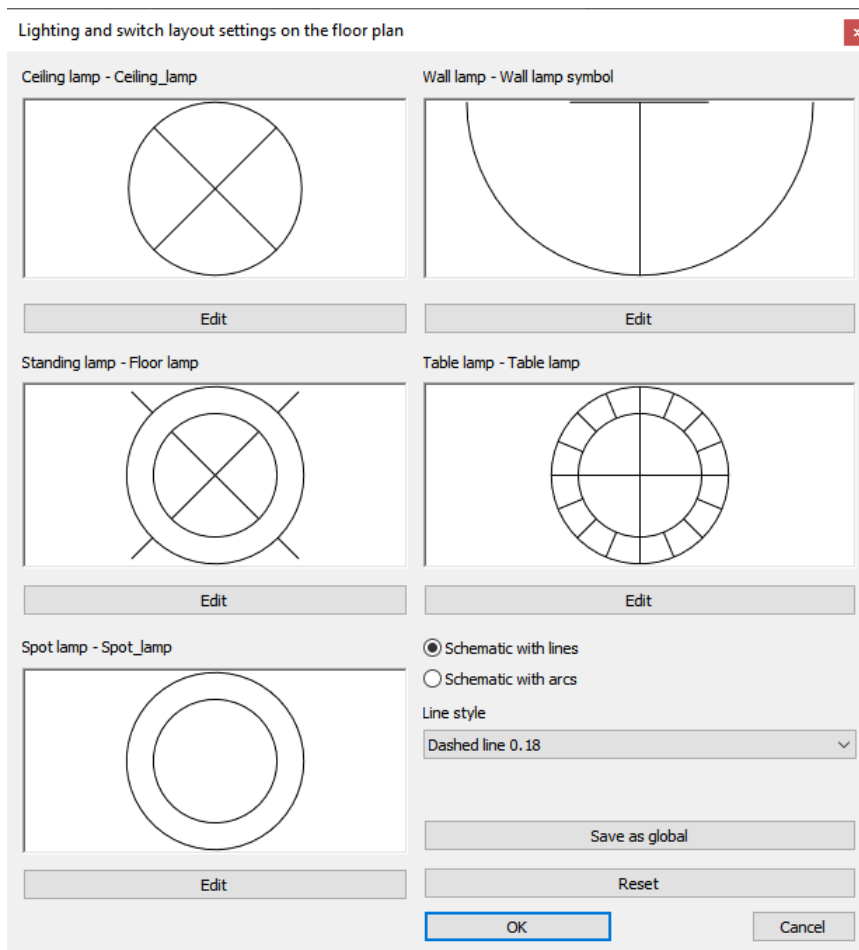 Lighting and switch layout settings on the floor plan
Ceiling lamp - Ceiling_lamp
Wall lamp - Wall lamp symbol
Edit
Edit
Standing lamp - Floor lamp
Table lamp - Table lamp
Edit
Edit
Spot lamp - Spot_lamp
Schematic with lines
Schematic with arcs
Line style
Dashed line 0.18
Save as global
Edit
Reset
OK
Cancel